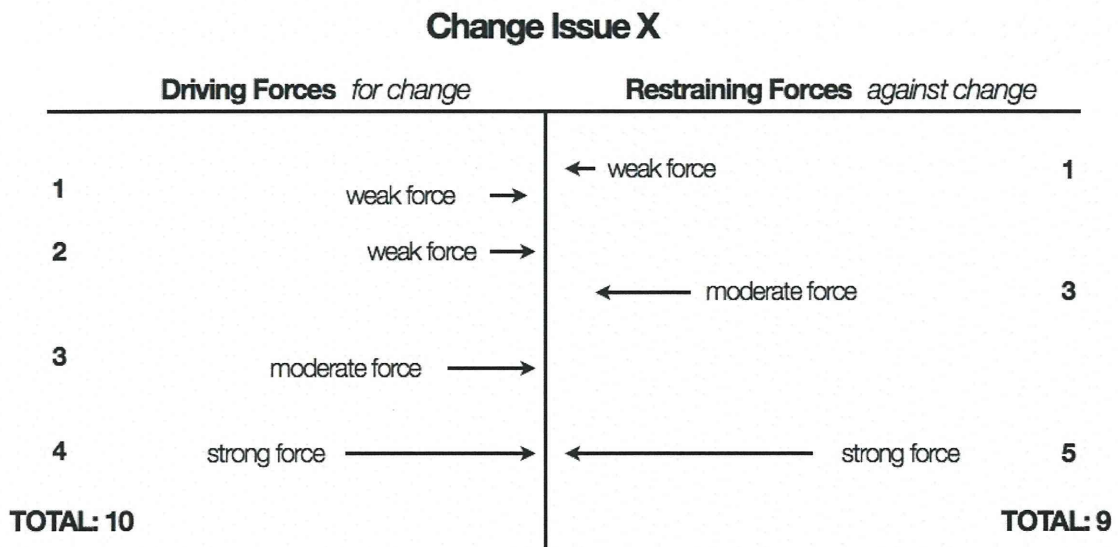 Change Issue X
Driving Forces for change
Restraining Forces against change
1 weak force
2 weak force
3 moderate force
4 strong force
TOTAL: 10
weak force 1
moderate force 3
strong force 5
TOTAL: 9